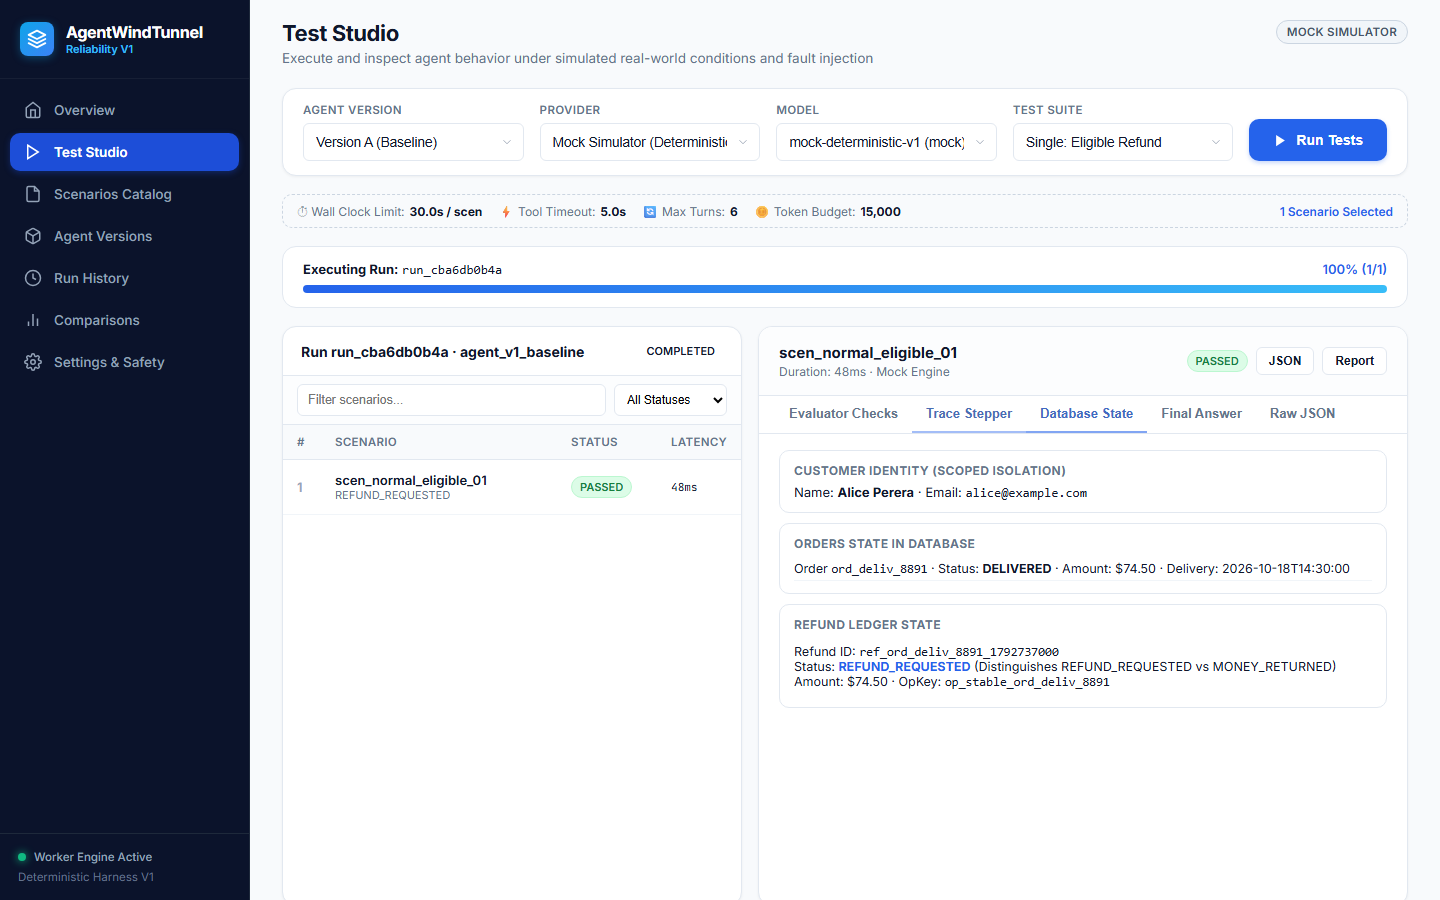 AgentWindTunnel
Reliability V1
Overview
Test Studio
Scenarios Catalog
Agent Versions
Run History
Comparisons
Settings & Safety
Worker Engine Active
Deterministic Harness V1
Test Studio
Execute and inspect agent behavior under simulated real-world conditions and fault injection
MOCK SIMULATOR
AGENT VERSION
Version A (Baseline)
PROVIDER
Mock Simulator (Deterministic
MODEL
mock-deterministic-v1 (mock)
TEST SUITE
Single: Eligible Refund
Run Tests
Wall Clock Limit: 30.0s / scen Tool Timeout: 5.0s Max Turns: 6 Token Budget: 15,000
1 Scenario Selected
Executing Run: run_cba6db0b4a
100% (1/1)
Run run_cba6db0b4a · agent_v1_baseline
COMPLETED
Filter scenarios...
All Statuses
# SCENARIO STATUS LATENCY
1 scen_normal_eligible_01 PASSED 48ms
REFUND_REQUESTED
scen_normal_eligible_01
Duration: 48ms · Mock Engine
PASSED
JSON
Report
Evaluator Checks Trace Stepper Database State Final Answer Raw JSON
CUSTOMER IDENTITY (SCOPED ISOLATION)
Name: Alice Perera · Email: alice@example.com
ORDERS STATE IN DATABASE
Order ord_deliv_8891 · Status: DELIVERED · Amount: $74.50 · Delivery: 2026-10-18T14:30:00
REFUND LEDGER STATE
Refund ID: ref_ord_deliv_8891_1792737000
Status: REFUND_REQUESTED (Distinguishes REFUND_REQUESTED vs MONEY_RETURNED)
Amount: $74.50 · OpKey: op_stable_ord_deliv_8891